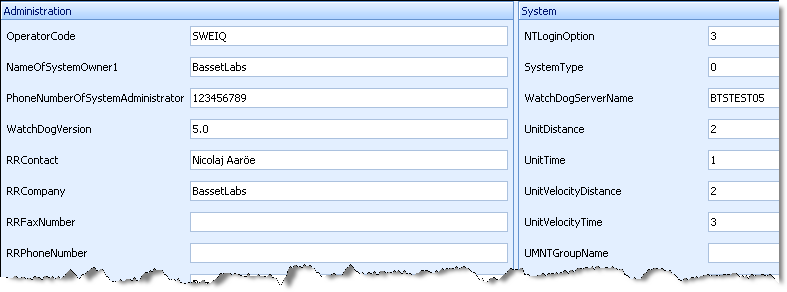 Administration
OperatorCode SWEIQ
NameOfSystemOwner1 BassetLabs
PhoneNumberOfSystemAdministrator 123456789
WatchDogVersion 5.0
RRContact Nicolaj Aaröe
RRCompany BassetLabs
RRFaxNumber
RRPhoneNumber
System
NTLoginOption 3
SystemType 0
WatchDogServerName BTSTEST05
UnitDistance 2
UnitTime 1
UnitVelocityDistance 2
UnitVelocityTime 3
UMNTGroupName